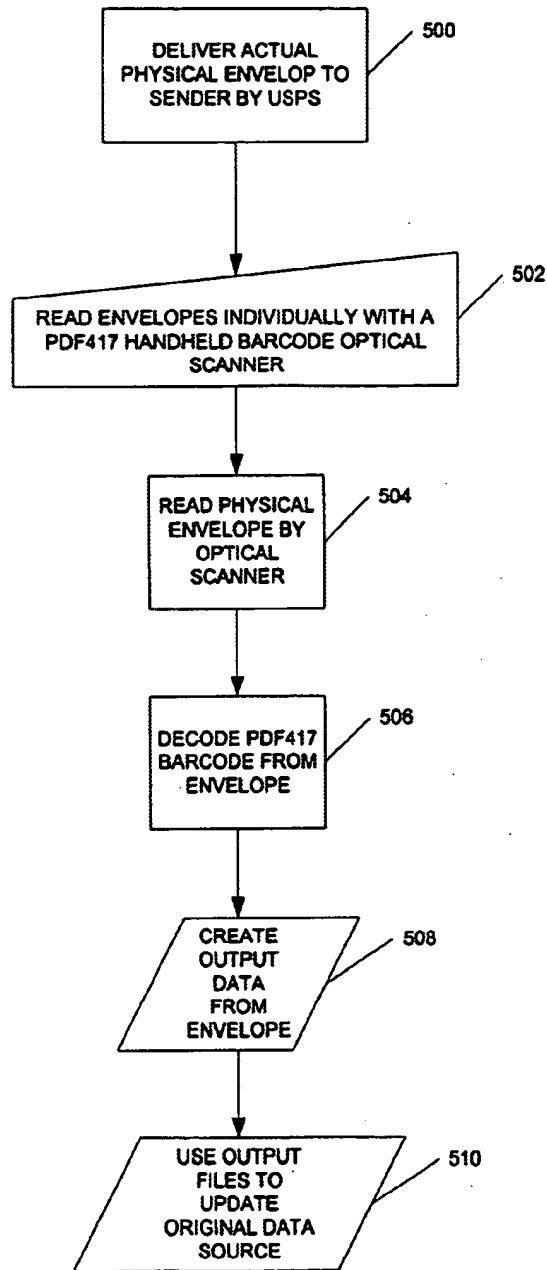 DELIVER ACTUAL
PHYSICAL ENVELOP TO
SENDER BY USPS
500
READ ENVELOPES INDIVIDUALLY WITH A
PDF417 HANDHELD BARCODE OPTICAL
SCANNER
502
READ PHYSICAL
ENVELOPE BY
OPTICAL
SCANNER
504
DECODE PDF417
BARCODE FROM
ENVELOPE
506
CREATE
OUTPUT
DATA
FROM
ENVELOPE
508
USE OUTPUT
FILES TO
UPDATE
ORIGINAL DATA
SOURCE
510